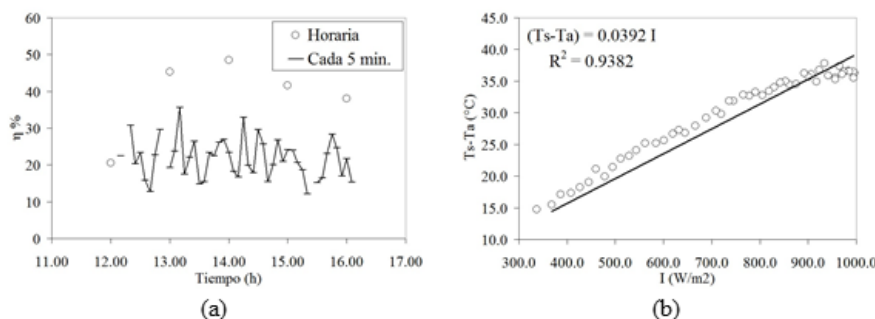 60
50
40
30
20
10
0
η %
○ Horaria
— Cada 5 min.
11.00 12.00 13.00 14.00 15.00 16.00 17.00
Tiempo (h)
(a)
45.0
40.0
35.0
30.0
25.0
20.0
15.0
10.0
Ts-Ta (°C)
(Ts-Ta) = 0.0392 I
R² = 0.9382
300.0 400.0 500.0 600.0 700.0 800.0 900.0 1000.0
I (W/m2)
(b)